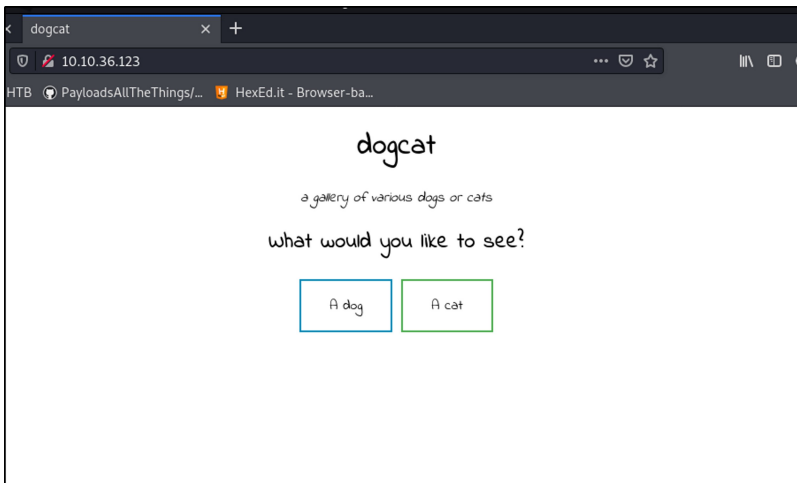 dogcat
10.10.36.123
HTB PayloadsAllTheThings/... HexEd.it - Browser-ba...
dogcat
a gallery of various dogs or cats
what would you like to see?
A dog A cat